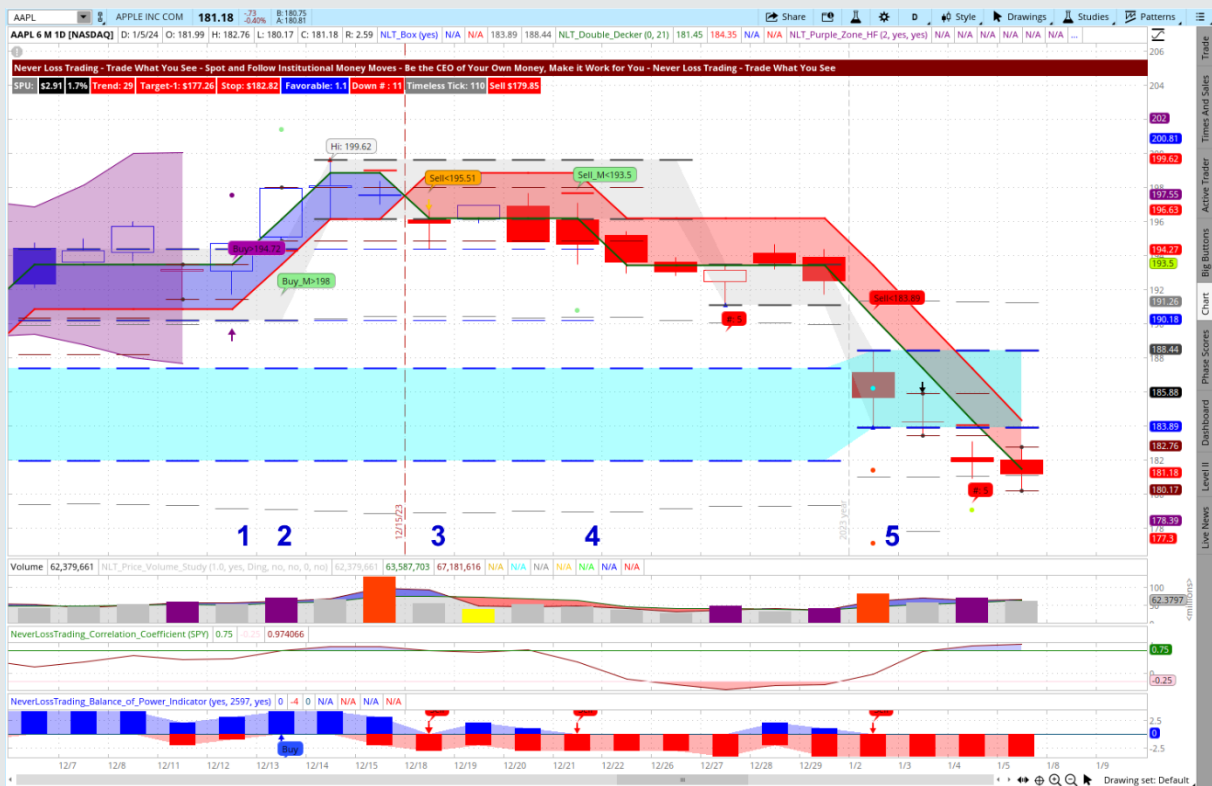 AAPL APPLE INC COM 181.18 -.73 -0.40% B: 180.75 A: 180.81 Share D Style Drawings Studies Patterns
AAPL 6 M 1D [NASDAQ] D: 1/5/24 O: 181.99 H: 182.76 L: 180.17 C: 181.18 R: 2.59 NLT_Box (yes) N/A N/A 183.89 188.44 NLT_Double_Decker (0, 21) 181.45 184.35 N/A N/A NLT_Purple_Zone_HF (2, yes, yes) N/A N/A N/A N/A N/A N/A ...
Never Loss Trading - Trade What You See - Spot and Follow Institutional Money Moves - Be the CEO of Your Own Money, Make it Work for You - Never Loss Trading - Trade What You See
SPU: $2.91 1.7% Trend: 29 Target-1: $177.26 Stop: $182.82 Favorable: 1.1 Down # : 11 Timeless Tick: 110 Sell $179.85
Hi: 199.62
Sell<195.51
Sell_M<193.5
Buy>194.72
Buy_M>198
Sell<183.89
#: 5
#: 5
206
204
202
200.81
199.62
198
197.55
196.63
196
194.27
193.5
192
191.26
190.18
188.44
188
185.88
183.89
182.76
182
181.18
180.17
178.39
178
177.3
12/15/23
2023 year
1 2 3 4 5
Volume 62,379,661 NLT_Price_Volume_Study (1.0, yes, Ding, no, no, 0, no) 62,379,661 63,587,703 67,181,616 N/A N/A N/A N/A N/A N/A N/A
100
62.3797
<millions>
NeverLossTrading_Correlation_Coefficient (SPY) 0.75 -0.25 0.974066
0.75
-0.25
NeverLossTrading_Balance_of_Power_Indicator (yes, 2597, yes) 0 -4 0 N/A N/A N/A N/A
Buy
2.5
0
-2.5
12/7 12/8 12/11 12/12 12/13 12/14 12/15 12/18 12/19 12/20 12/21 12/22 12/26 12/27 12/28 12/29 1/2 1/3 1/4 1/5 1/8 1/9
Drawing set: Default
Trade
Times And Sales
Active Trader
Big Buttons
Chart
Phase Scores
Dashboard
Level II
Live News